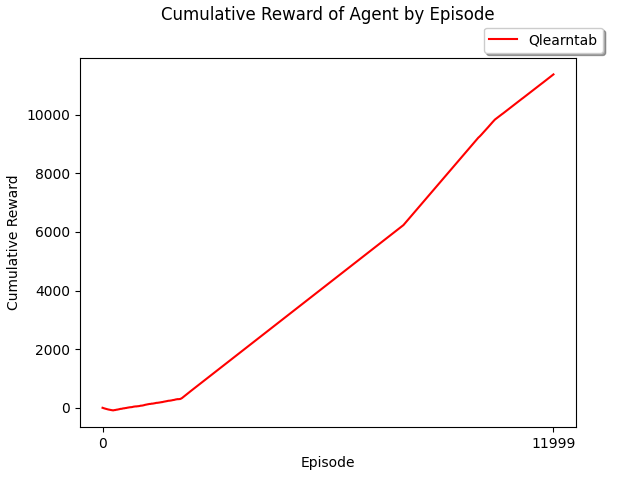 Cumulative Reward of Agent by Episode
Qlearntab
10000
8000
6000
4000
2000
0
Cumulative Reward
0 11999
Episode